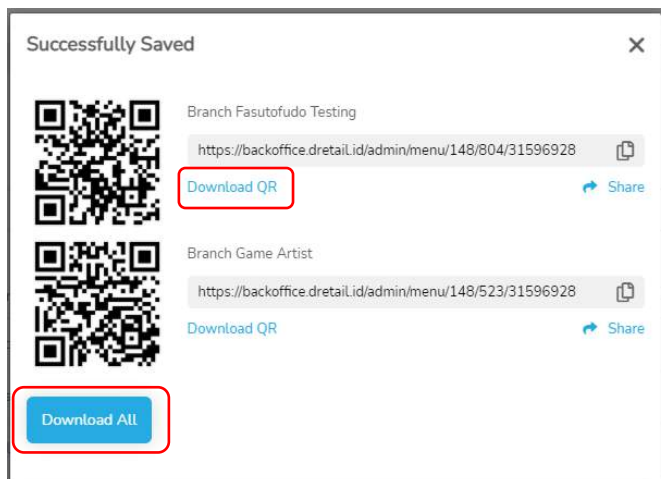 Successfully Saved
Branch Fasutofudo Testing
https://backoffice.dretail.id/admin/menu/148/804/31596928
Download QR
Share
Branch Game Artist
https://backoffice.dretail.id/admin/menu/148/523/31596928
Download QR
Share
Download All